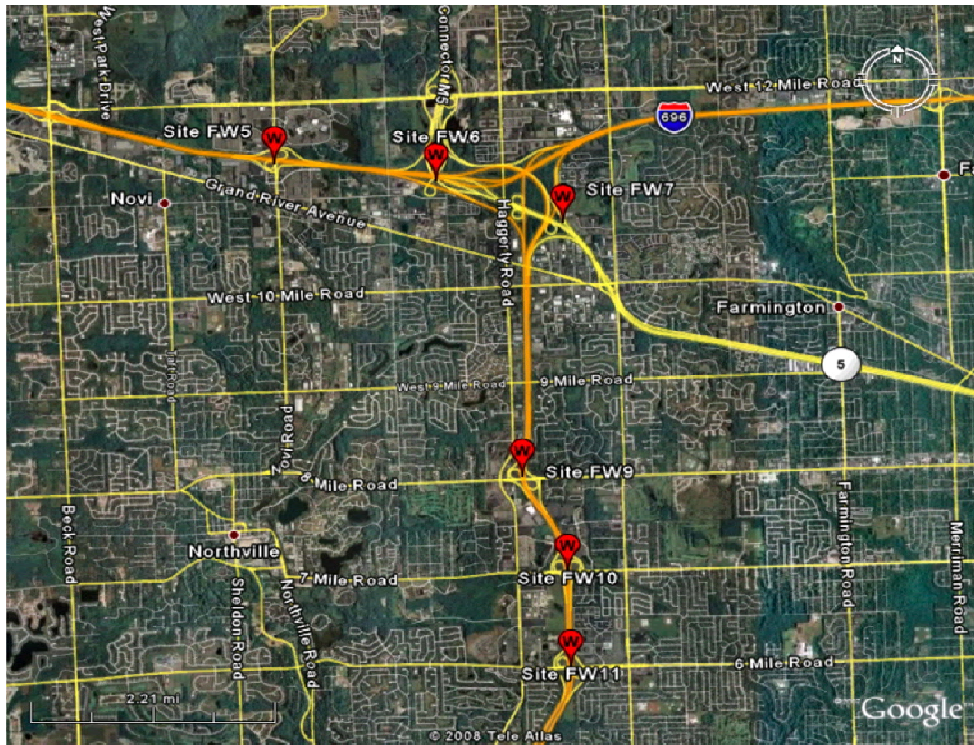 West Park Drive
Connector M5
West 12 Mile Road
N
696
Site FW5
Site FW6
Site FW7
Novi
Grand River Avenue
Haggerty Road
West 10 Mile Road
Farmington
5
West 9 Mile Road
9 Mile Road
Novi Road
8 Mile Road
Site FW9
Beck Road
Northville
Farmington Road
Merriman Road
7 Mile Road
Site FW10
Sheldon Road
Northville Road
Site FW11
6 Mile Road
2.21 mi
Google
© 2008 Tele Atlas
W
W
W
W
W
W